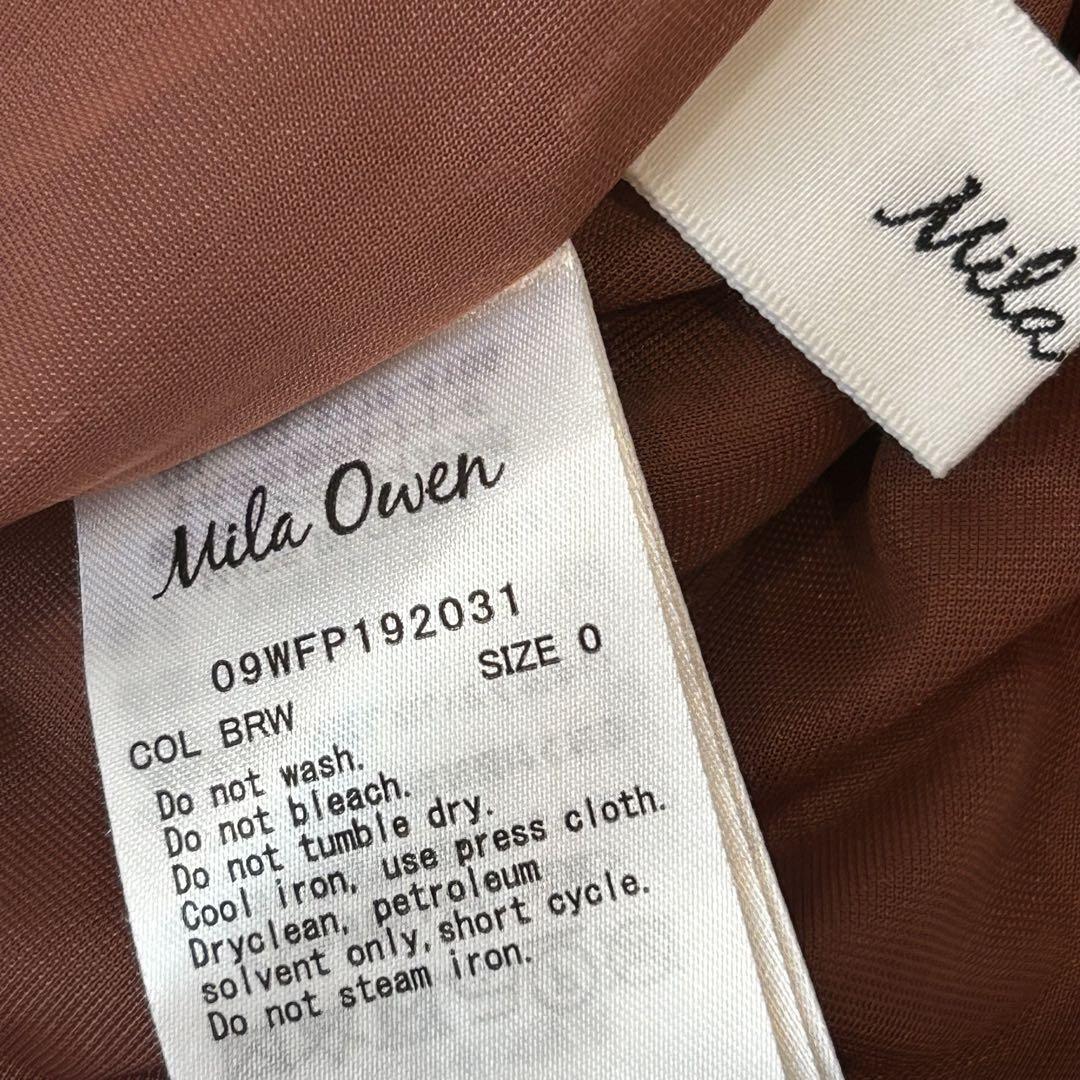 Mila
Mila Owen
09WFP192031
SIZE 0
COL BRW
Do not wash.
Do not bleach.
Do not tumble dry.
Cool iron, use press cloth.
Dryclean, petroleum
solvent only, short cycle.
Do not steam iron.